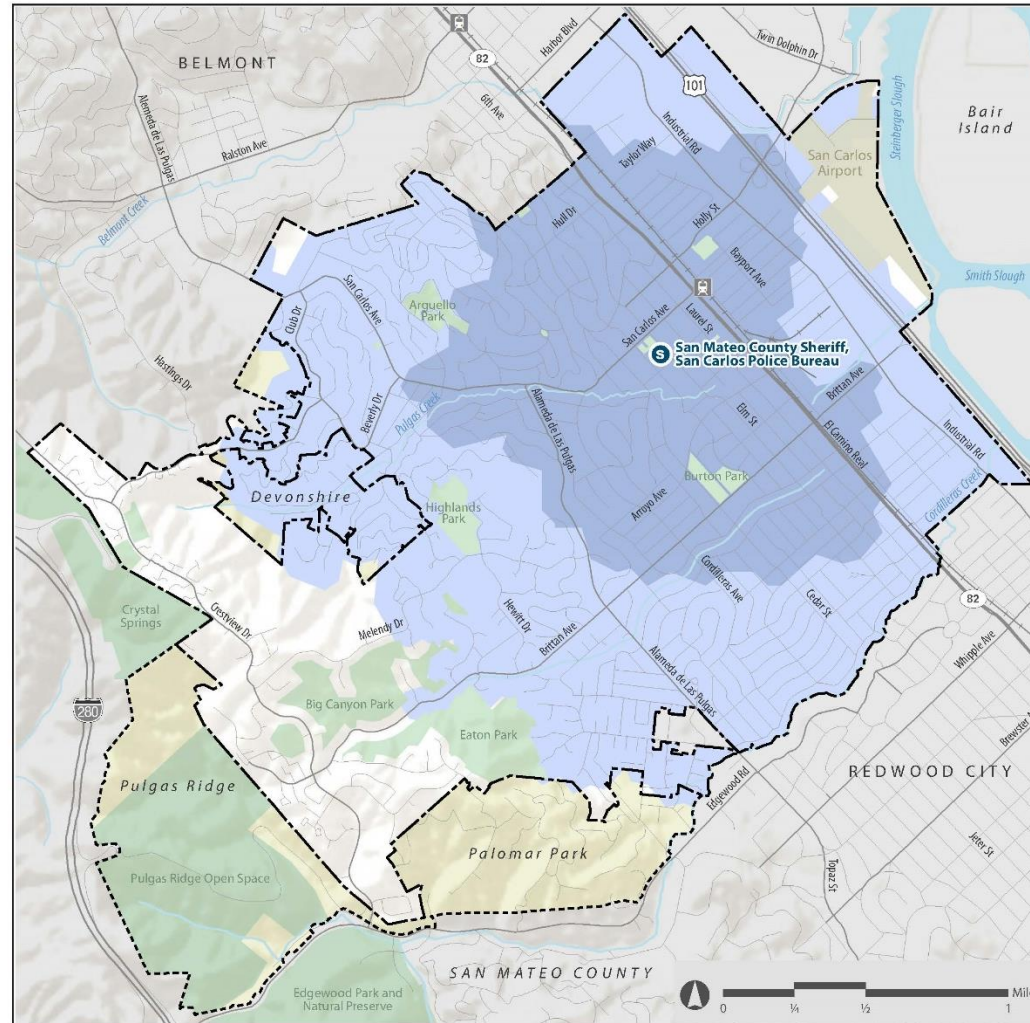 BELMONT
82
Harbor Blvd
Twin Dolphin Dr
101
Steinberger Slough
Bair
Island
6th Ave
Alameda de Las Pulgas
Ralston Ave
Industrial Rd
Taylor Way
San Carlos
Airport
Holly St
Hull Dr
Belmont Creek
Bayport Ave
Smith Slough
San Carlos Ave
Arguello
Park
Club Dr
Laurel St
San Carlos Ave
S
San Mateo County Sheriff,
San Carlos Police Bureau
Hastings Dr
Beverly Dr
Pulgas Creek
Alameda de Las Pulgas
Brittan Ave
Elm St
El Camino Real
Industrial Rd
Devonshire
Highlands
Park
Burton Park
Arroyo Ave
Cordilleras Creek
Cordilleras Ave
Cedar St
82
Crystal
Springs
Crestview Dr
Melendy Dr
Hewitt Dr
Brittan Ave
Whipple Ave
Alameda de Las Pulgas
280
Big Canyon Park
Eaton Park
Brewster
Edgewood Rd
REDWOOD CITY
Pulgas Ridge
Palomar Park
Jeter St
Topaz St
Pulgas Ridge Open Space
SAN MATEO COUNTY
Edgewood Park and
Natural Preserve
0 ¼ ½ 1 Mile